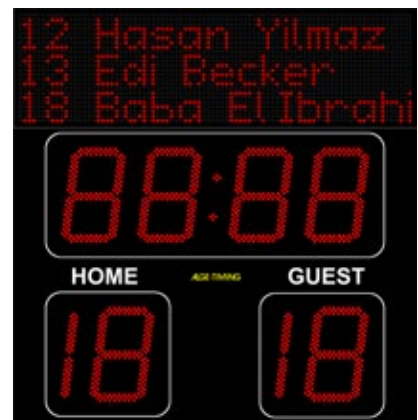 12 Hasan Yilmaz
13 Edi Becker
18 Baba El Ibrahi
88:88
HOME ALGE-TIMING GUEST
18 18